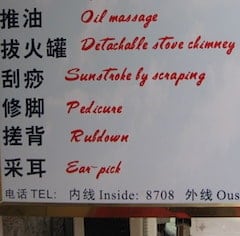 推油 Oil massage
拔火罐 Detachable stove chimney
刮痧 Sunstroke by scraping
修脚 Pedicure
搓背 Rubdown
采耳 Ear-pick
电话 TEL: 内线 Inside: 8708 外线 Ous